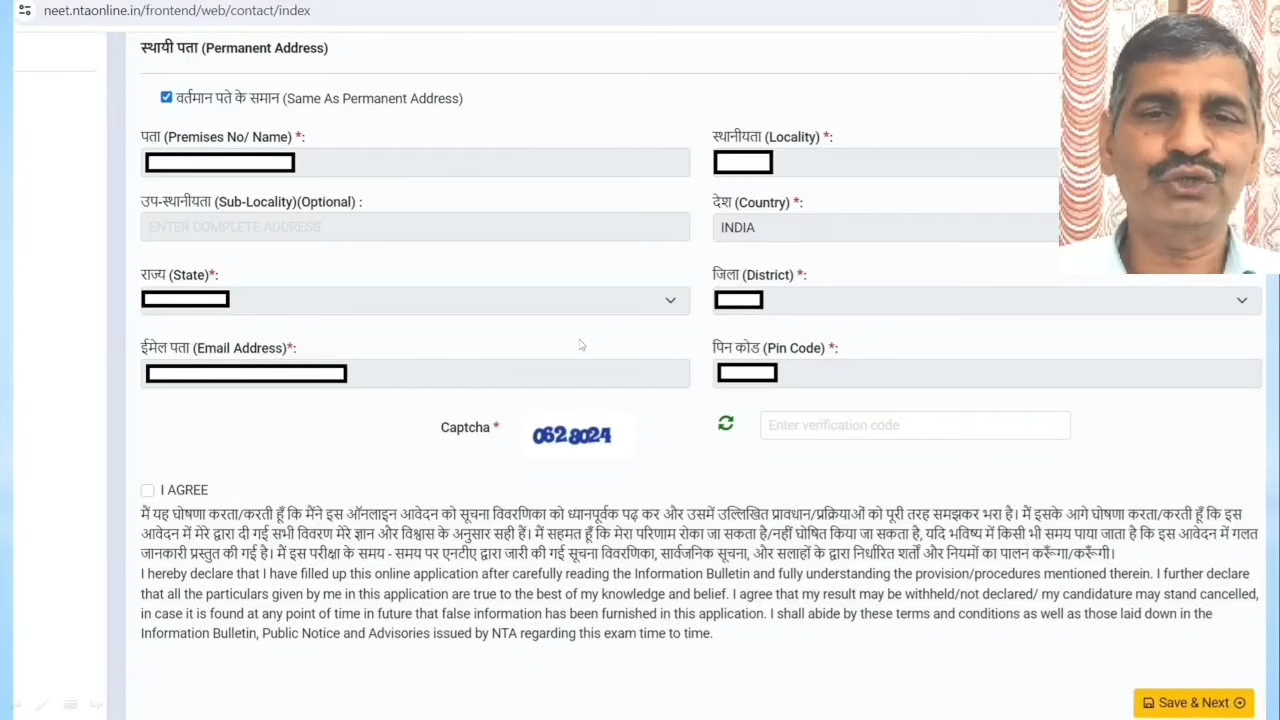 neet.ntaonline.in/frontend/web/contact/index
स्थायी पता (Permanent Address)
वर्तमान पते के समान (Same As Permanent Address)
पता (Premises No/ Name) *:
स्थानीयता (Locality) *:
उप-स्थानीयता (Sub-Locality)(Optional) :
देश (Country) *:
ENTER COMPLETE ADDRESS
INDIA
राज्य (State)*:
जिला (District) *:
ईमेल पता (Email Address)*:
पिन कोड (Pin Code) *:
Captcha *
0628024
Enter verification code
I AGREE
मैं यह घोषणा करता/करती हूँ कि मैंने इस ऑनलाइन आवेदन को सूचना विवरणिका को ध्यानपूर्वक पढ़ कर और उसमें उल्लिखित प्रावधान/प्रक्रियाओं को पूरी तरह समझकर भरा है। मैं इसके आगे घोषणा करता/करती हूँ कि इस
आवेदन में मेरे द्वारा दी गई सभी विवरण मेरे ज्ञान और विश्वास के अनुसार सही हैं। मैं सहमत हूँ कि मेरा परिणाम रोका जा सकता है/नहीं घोषित किया जा सकता है, यदि भविष्य में किसी भी समय पाया जाता है कि इस आवेदन में गलत
जानकारी प्रस्तुत की गई है। मैं इस परीक्षा के समय - समय पर एनटीए द्वारा जारी की गई सूचना विवरणिका, सार्वजनिक सूचना, और सलाहों के द्वारा निर्धारित शर्तों और नियमों का पालन करूँगा/करूँगी।
I hereby declare that I have filled up this online application after carefully reading the Information Bulletin and fully understanding the provision/procedures mentioned therein. I further declare
that all the particulars given by me in this application are true to the best of my knowledge and belief. I agree that my result may be withheld/not declared/ my candidature may stand cancelled,
in case it is found at any point of time in future that false information has been furnished in this application. I shall abide by these terms and conditions as well as those laid down in the
Information Bulletin, Public Notice and Advisories issued by NTA regarding this exam time to time.
Save & Next